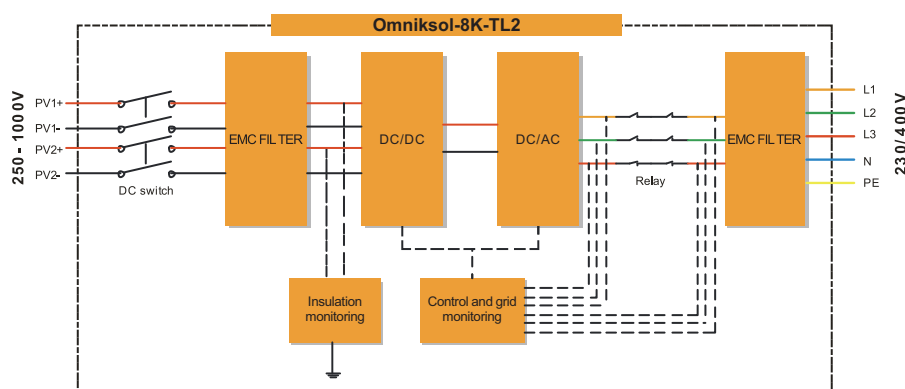 Omniksol-8K-TL2
250-1000V
PV1+
PV1-
PV2+
PV2-
DC switch
EMC FILTER
DC/DC
DC/AC
Relay
EMC FILTER
L1
L2
L3
N
PE
230/400V
Insulation
monitoring
Control and grid
monitoring